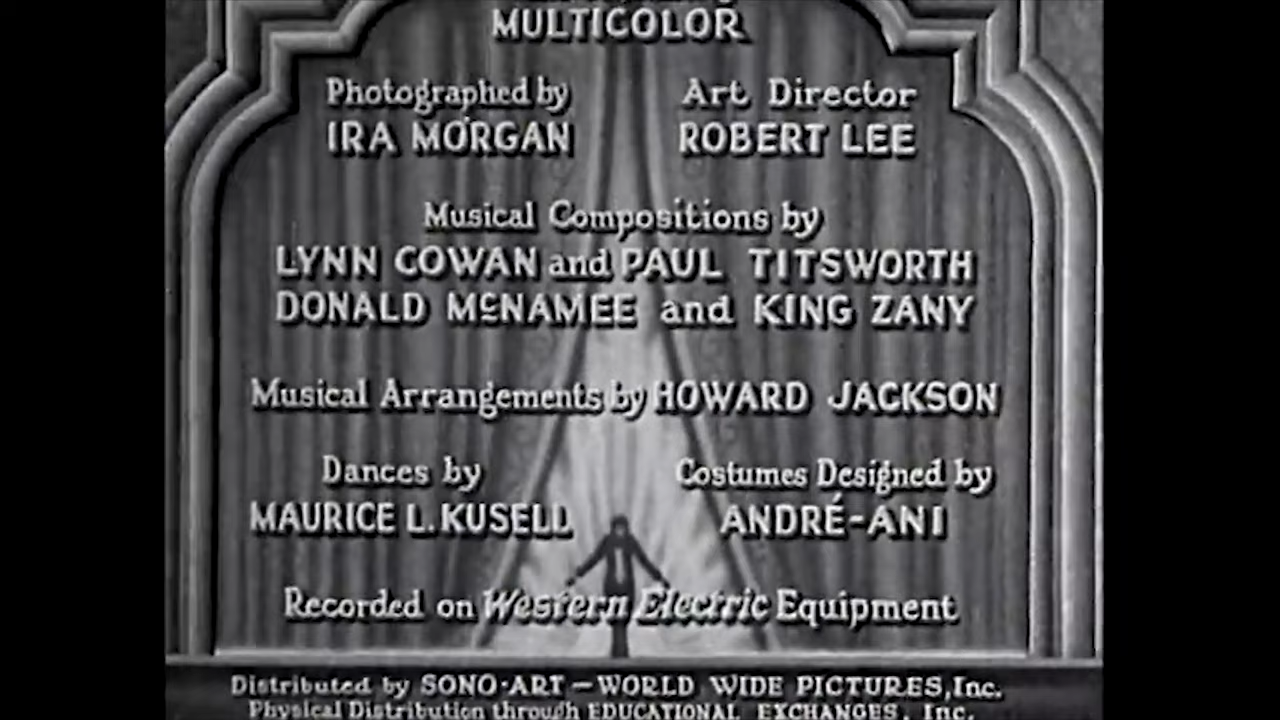 MULTICOLOR
Photographed by Art Director
IRA MORGAN ROBERT LEE
Musical Compositions by
LYNN COWAN and PAUL TITSWORTH
DONALD McNAMEE and KING ZANY
Musical Arrangements by HOWARD JACKSON
Dances by Costumes Designed by
MAURICE L. KUSELL ANDRÉ-ANI
Recorded on Western Electric Equipment
Distributed by SONO-ART-WORLD WIDE PICTURES, Inc.
Physical Distribution through EDUCATIONAL EXCHANGES, Inc.